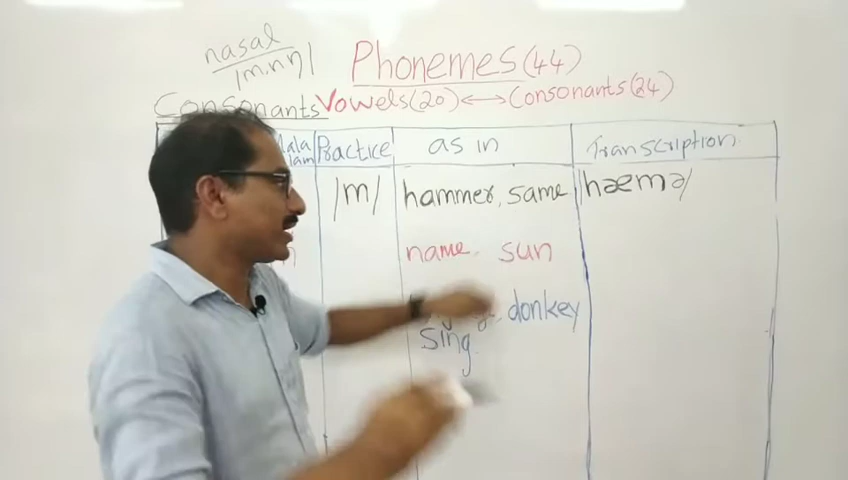 nasal
/m,n,ŋ/
Phonemes (44)
Consonants Vowels(20) ⟷ Consonants(24)
Practice as in Transcription
/m/ hammer, same /hæmə/
name, sun
donkey
sing